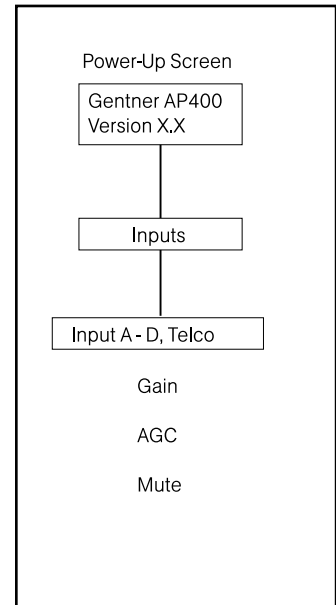 Power-Up Screen
Gentner AP400
Version X.X
Inputs
Input A - D, Telco
Gain
AGC
Mute